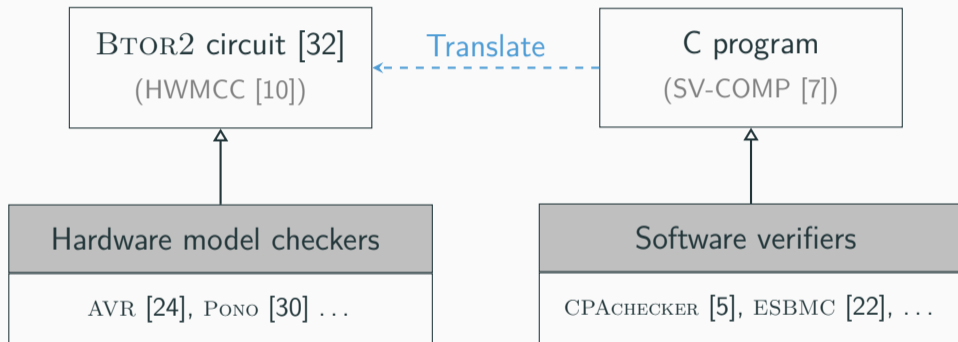 BTOR2 circuit [32]
(HWMCC [10])
Translate
C program
(SV-COMP [7])
Hardware model checkers
AVR [24], PONO [30] ...
Software verifiers
CPACHECKER [5], ESBMC [22], ...